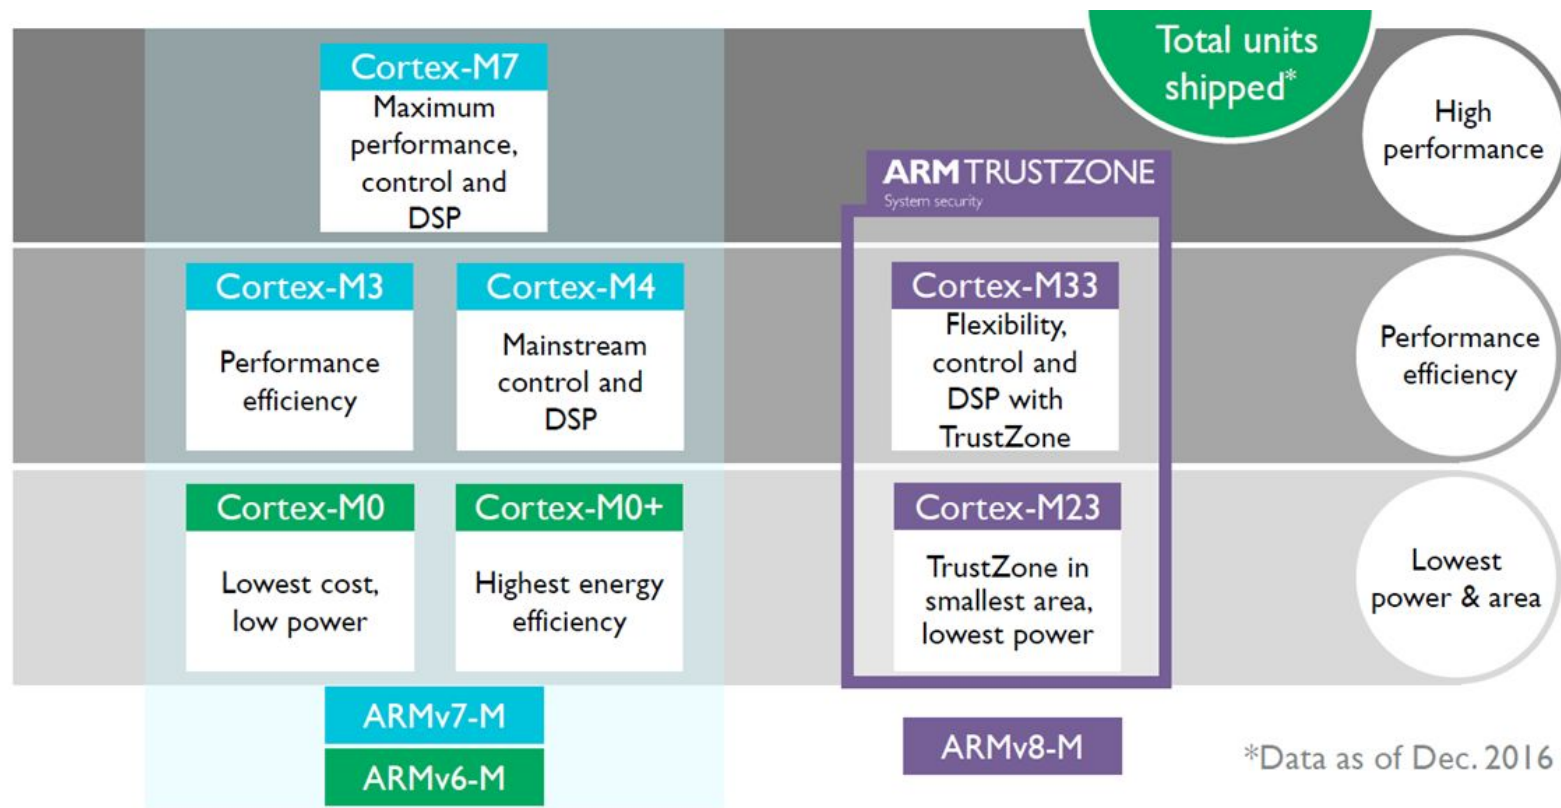 Total units
shipped*
Cortex-M7
Maximum
performance,
control and
DSP
High
performance
ARM TRUSTZONE
System security
Cortex-M3
Performance
efficiency
Cortex-M4
Mainstream
control and
DSP
Cortex-M33
Flexibility,
control and
DSP with
TrustZone
Performance
efficiency
Cortex-M0
Lowest cost,
low power
Cortex-M0+
Highest energy
efficiency
Cortex-M23
TrustZone in
smallest area,
lowest power
Lowest
power & area
ARMv7-M
ARMv6-M
ARMv8-M
*Data as of Dec. 2016